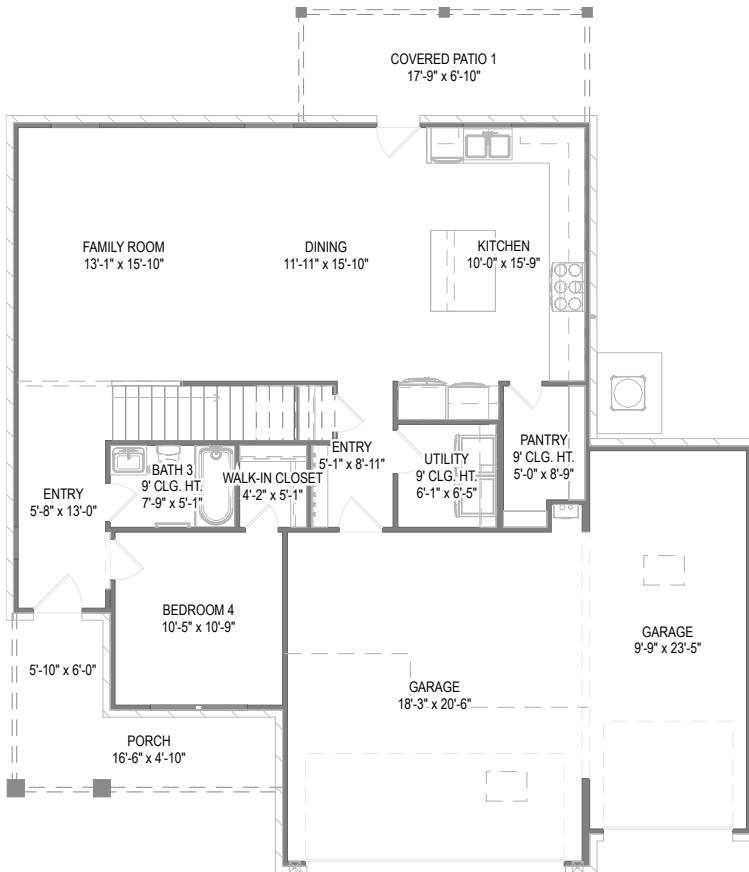 COVERED PATIO 1
17'-9" x 6'-10"
FAMILY ROOM
13'-1" x 15'-10"
DINING
11'-11" x 15'-10"
KITCHEN
10'-0" x 15'-9"
ENTRY
5'-8" x 13'-0"
BATH 3
9' CLG. HT.
7'-9" x 5'-1"
WALK-IN CLOSET
4'-2" x 5'-1"
ENTRY
5'-1" x 8'-11"
UTILITY
9' CLG. HT.
6'-1" x 6'-5"
PANTRY
9' CLG. HT.
5'-0" x 8'-9"
BEDROOM 4
10'-5" x 10'-9"
GARAGE
9'-9" x 23'-5"
5'-10" x 6'-0"
GARAGE
18'-3" x 20'-6"
PORCH
16'-6" x 4'-10"